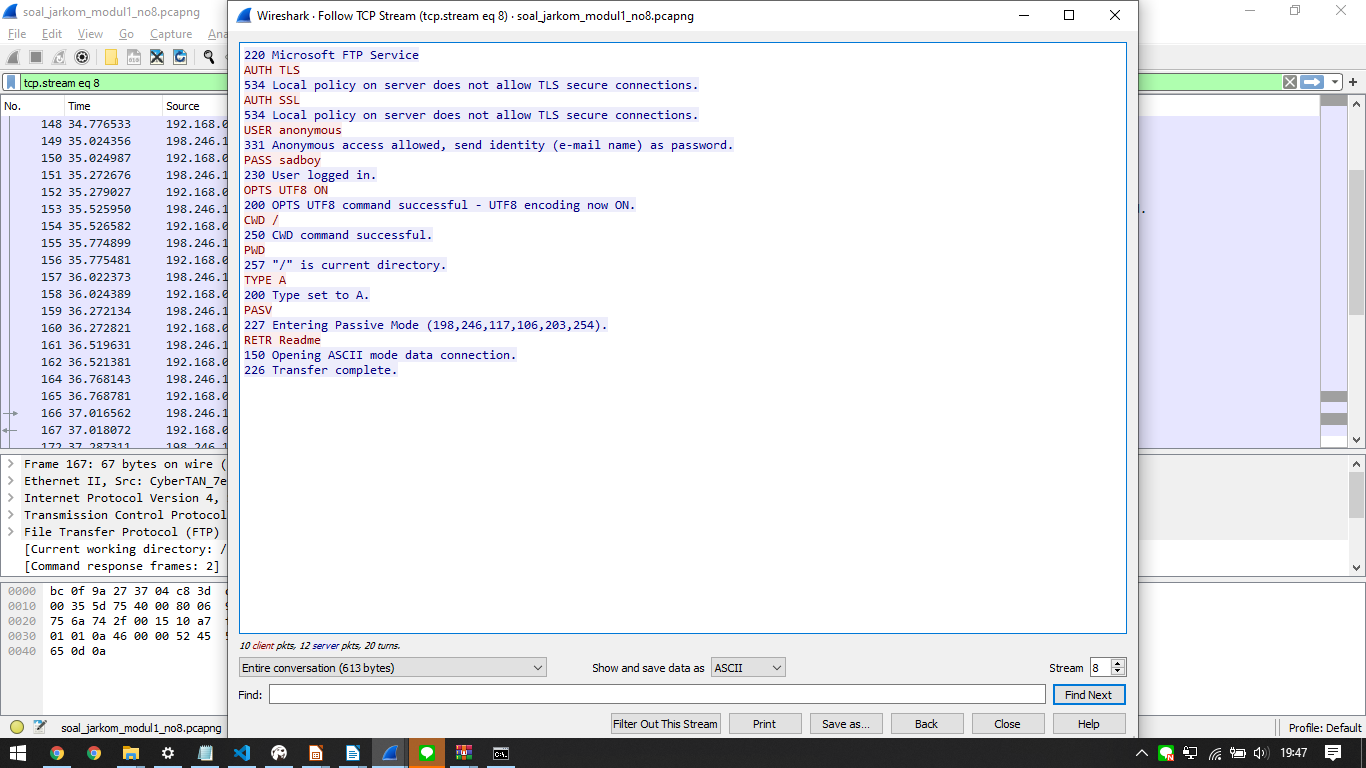 soal_jarkom_modul1_no8.pcapng
File Edit View Go Capture
tcp.stream eq 8
No. Time Source
148 34.776533 192.168.0
149 35.024356 198.246.1
150 35.024987 192.168.0
151 35.272676 198.246.1
152 35.279027 192.168.0
153 35.525950 198.246.1
154 35.526582 192.168.0
155 35.774899 198.246.1
156 35.775481 192.168.0
157 36.022373 198.246.1
158 36.024389 192.168.0
159 36.272134 198.246.1
160 36.272821 192.168.0
161 36.519631 198.246.1
162 36.521381 192.168.0
164 36.768143 198.246.1
165 36.768781 192.168.0
166 37.016562 198.246.1
167 37.018072 192.168.0
172 37.287311 198.246.1
Frame 167: 67 bytes on wire (
Ethernet II, Src: CyberTAN_7e
Internet Protocol Version 4,
Transmission Control Protocol
File Transfer Protocol (FTP)
[Current working directory: /
[Command response frames: 2]
0000 bc 0f 9a 27 37 04 c8 3d
0010 00 35 5d 75 40 00 80 06
0020 75 6a 74 2f 00 15 10 a7
0030 01 01 0a 46 00 00 52 45
0040 65 0d 0a
soal_jarkom_modul1_no8.pcapng
Profile: Default
Wireshark · Follow TCP Stream (tcp.stream eq 8) · soal_jarkom_modul1_no8.pcapng
220 Microsoft FTP Service
AUTH TLS
534 Local policy on server does not allow TLS secure connections.
AUTH SSL
534 Local policy on server does not allow TLS secure connections.
USER anonymous
331 Anonymous access allowed, send identity (e-mail name) as password.
PASS sadboy
230 User logged in.
OPTS UTF8 ON
200 OPTS UTF8 command successful - UTF8 encoding now ON.
CWD /
250 CWD command successful.
PWD
257 "/" is current directory.
TYPE A
200 Type set to A.
PASV
227 Entering Passive Mode (198,246,117,106,203,254).
RETR Readme
150 Opening ASCII mode data connection.
226 Transfer complete.
10 client pkts, 12 server pkts, 20 turns.
Entire conversation (613 bytes) Show and save data as ASCII Stream 8
Find: Find Next
Filter Out This Stream Print Save as... Back Close Help
19:47